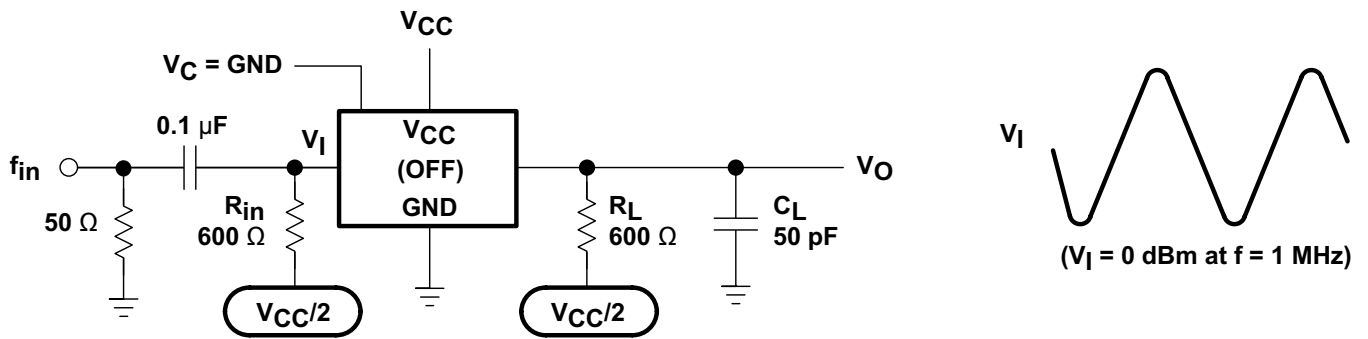 VCC
VC = GND
0.1 µF
VI
VCC
(OFF)
GND
fin
VO
50 Ω
Rin
600 Ω
RL
600 Ω
CL
50 pF
VCC/2
VCC/2
VI
(VI = 0 dBm at f = 1 MHz)